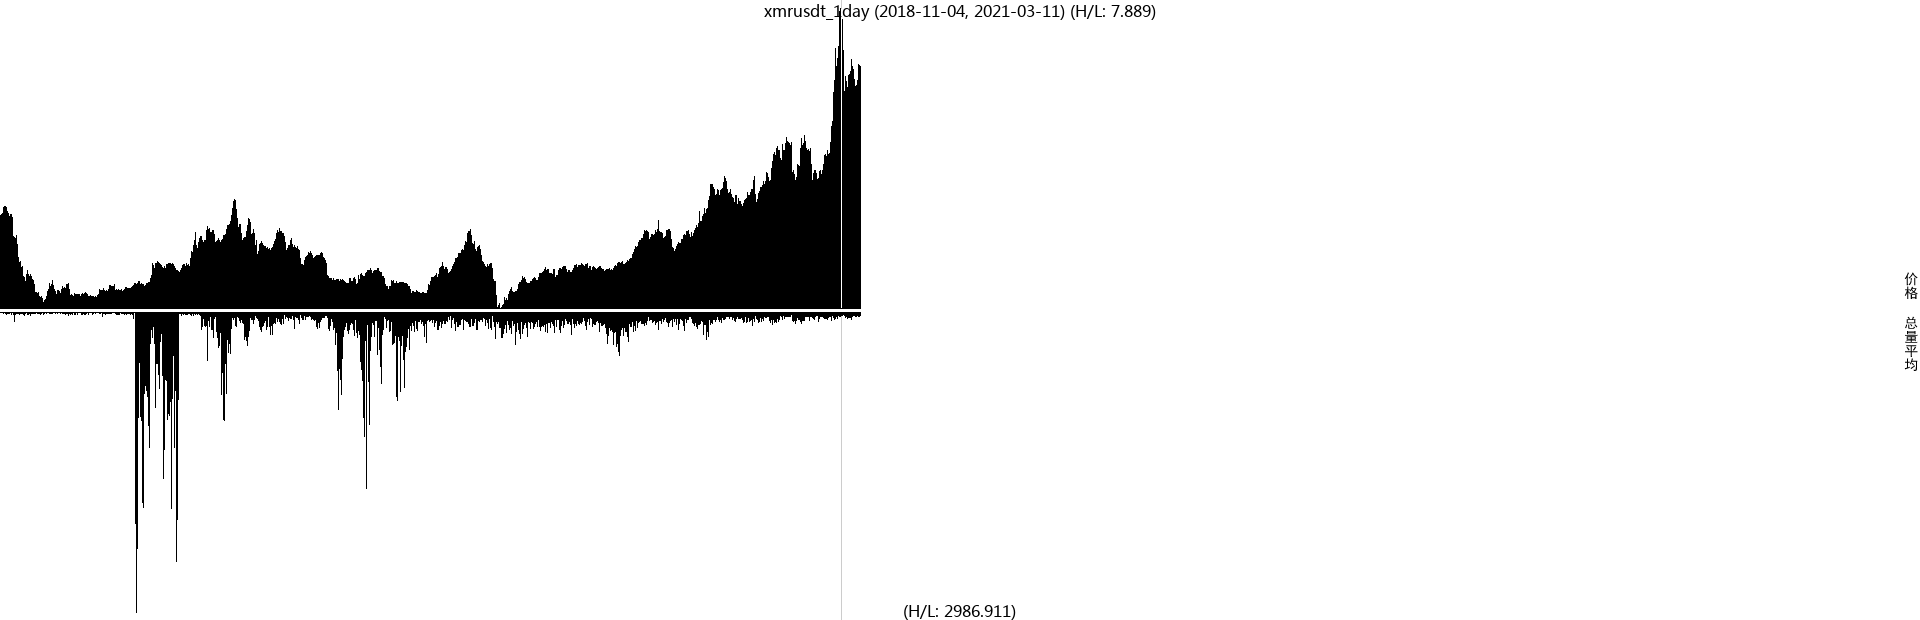 xmrusdt_1day (2018-11-04, 2021-03-11) (H/L: 7.889)
价格
总量平均
(H/L: 2986.911)